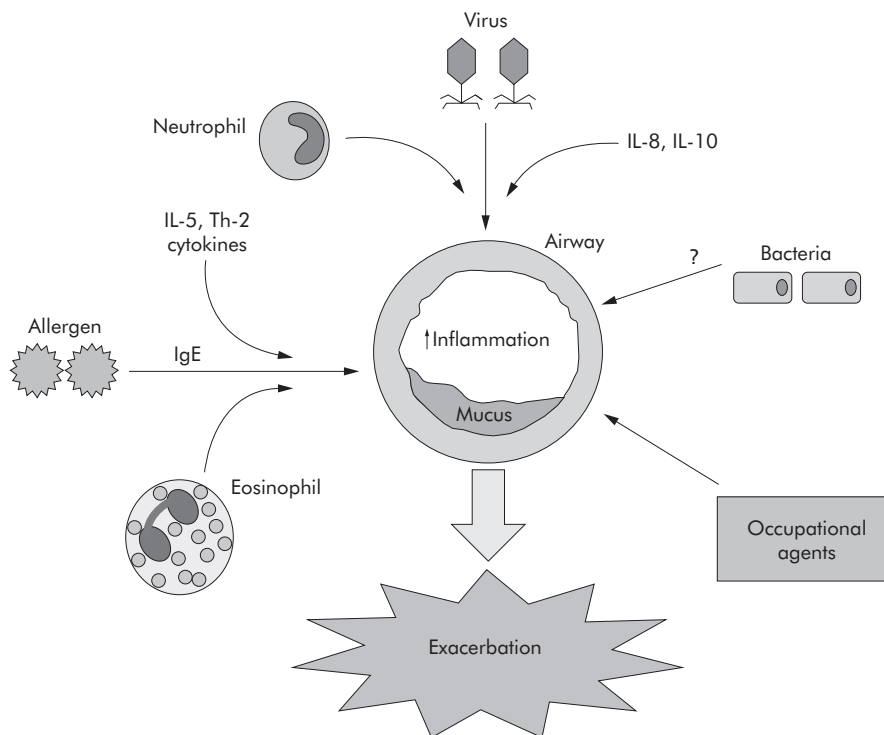 Virus
Neutrophil
IL-8, IL-10
IL-5, Th-2
cytokines
Airway
?
Bacteria
Allergen
IgE
↑Inflammation
Mucus
Eosinophil
Occupational
agents
Exacerbation